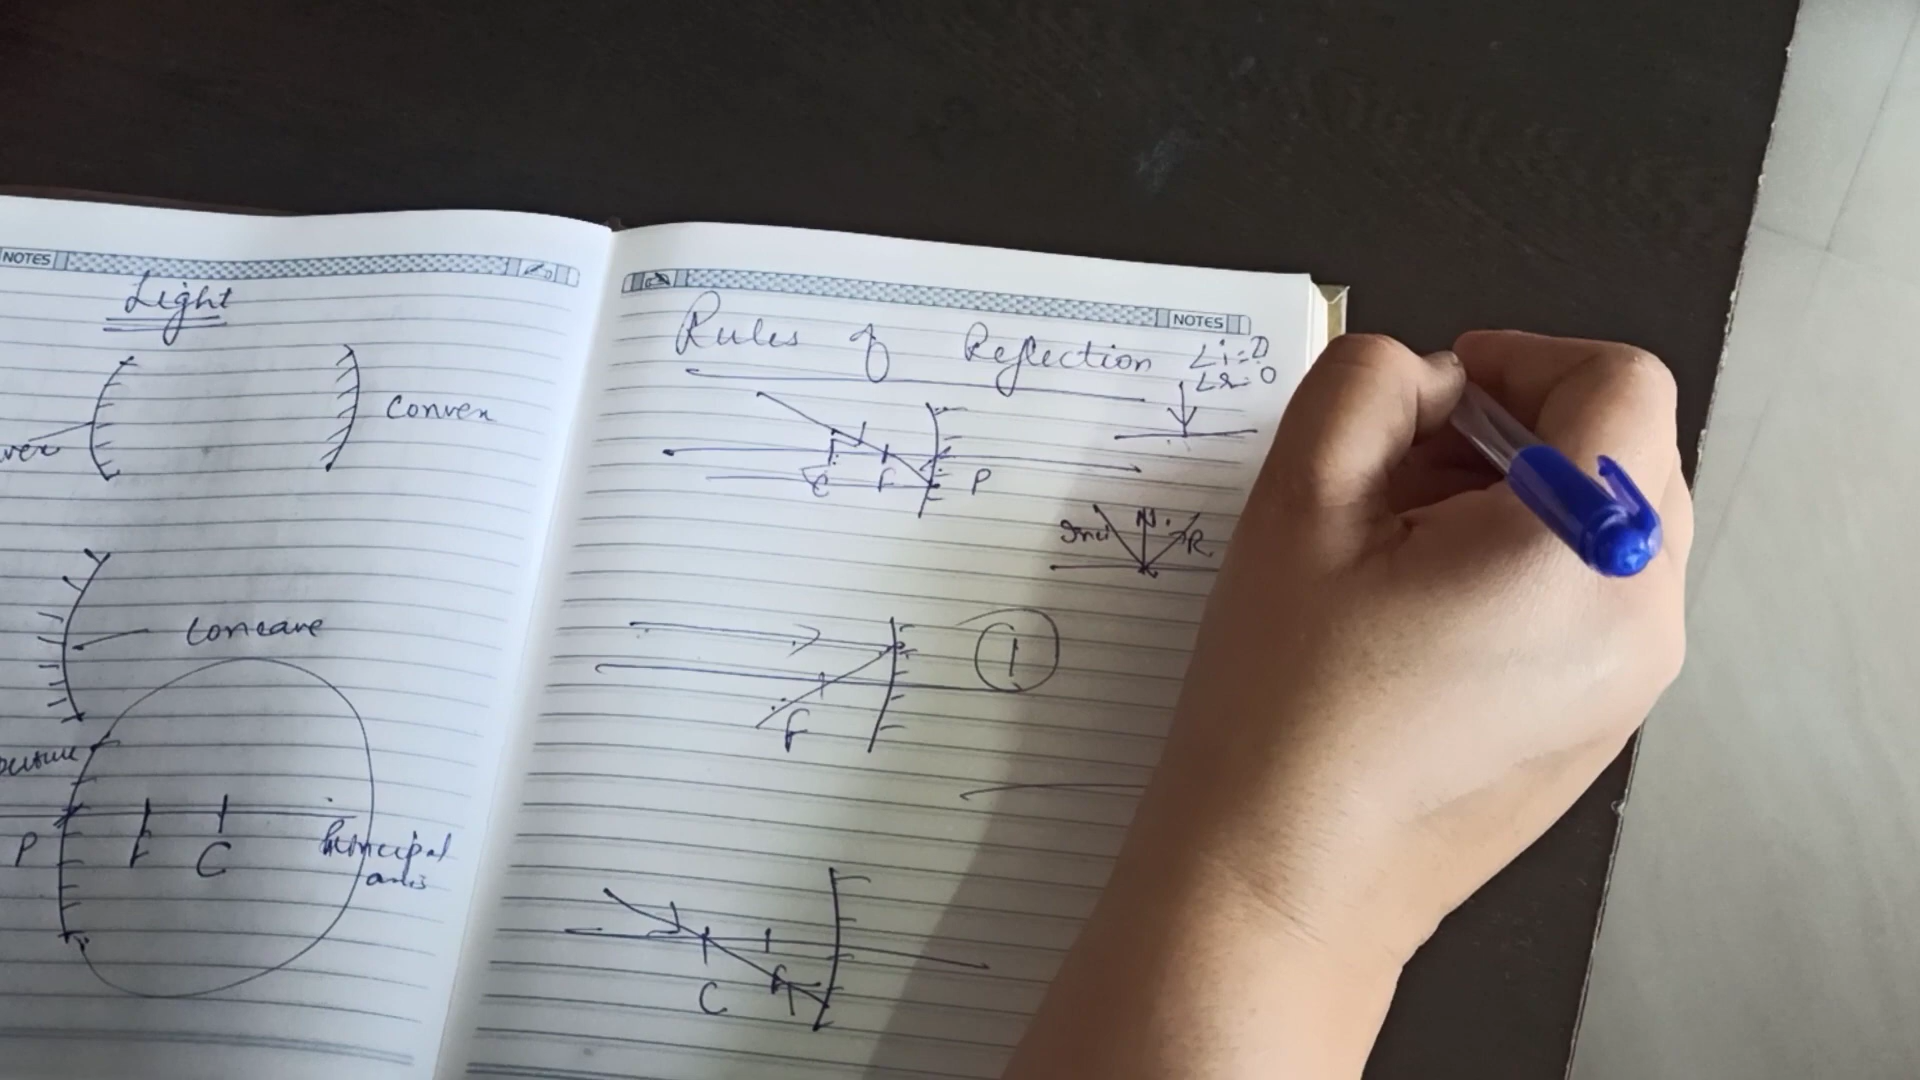 NOTES
Light
Convex
Concave
P
F
C
Principal
axis
NOTES
Rules of Reflection
∠i=0
∠r=0
C
F
P
Inci
N
R
1
F
C
F